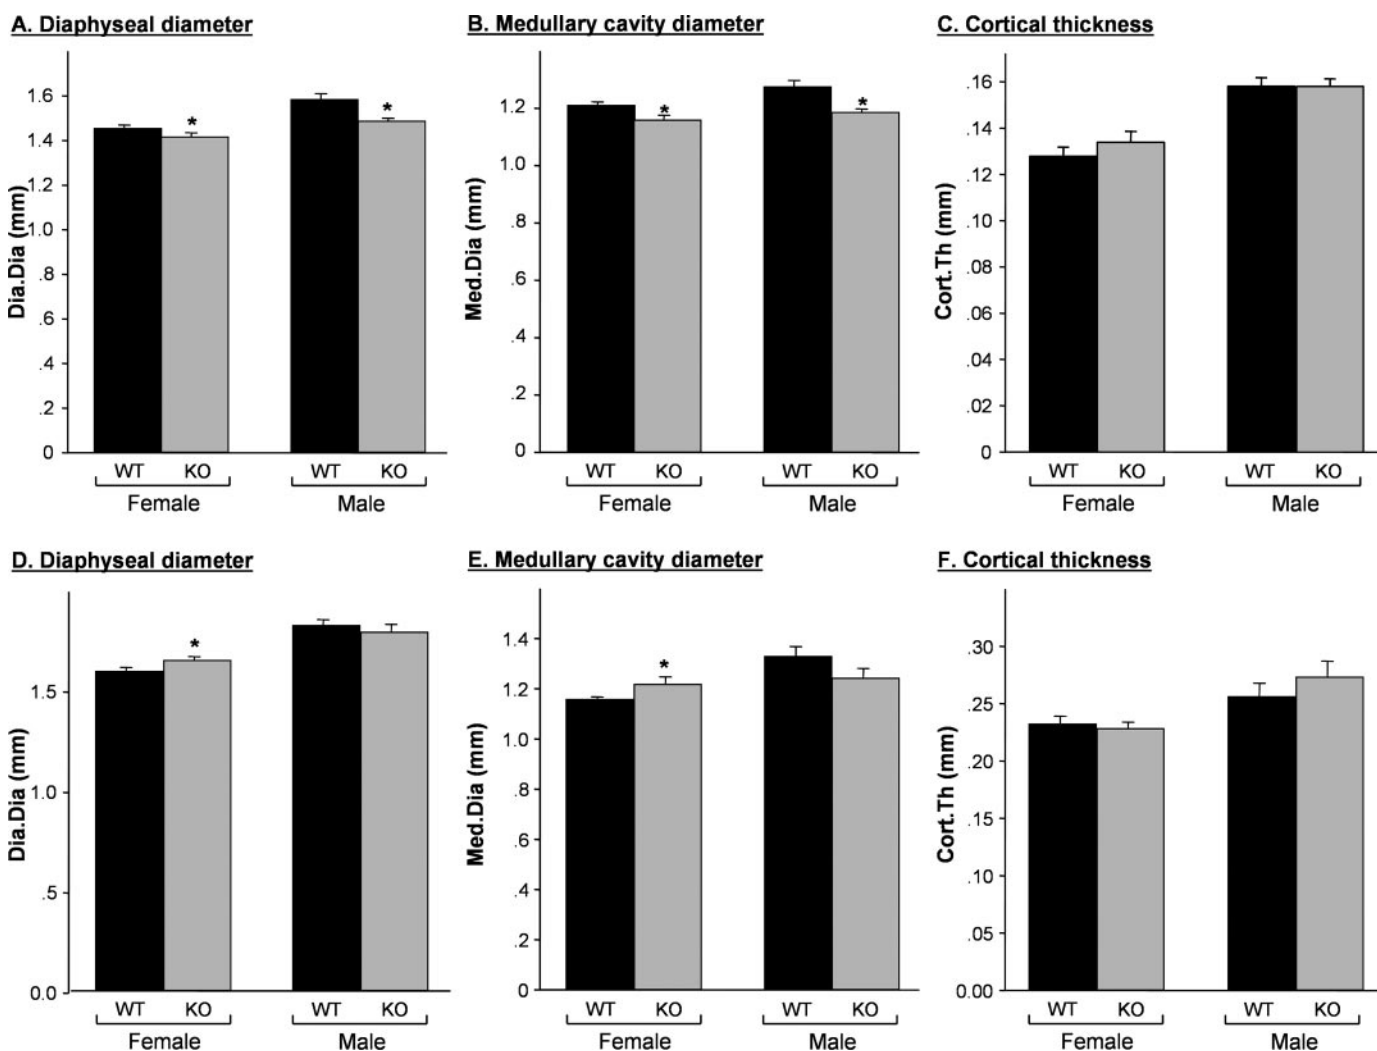 A. Diaphyseal diameter
Dia.Dia (mm)
1.6
1.4
1.2
1.0
.8
.6
.4
.2
0
WT KO WT KO
Female Male
B. Medullary cavity diameter
Med.Dia (mm)
1.2
1.0
.8
.6
.4
.2
0
WT KO WT KO
Female Male
C. Cortical thickness
Cort.Th (mm)
.16
.14
.12
.10
.08
.06
.04
.02
0
WT KO WT KO
Female Male
D. Diaphyseal diameter
Dia.Dia (mm)
1.5
1.0
.5
0.0
WT KO WT KO
Female Male
E. Medullary cavity diameter
Med.Dia (mm)
1.4
1.2
1.0
.8
.6
.4
.2
0
WT KO WT KO
Female Male
F. Cortical thickness
Cort.Th (mm)
.30
.25
.20
.15
.10
.05
0.00
WT KO WT KO
Female Male